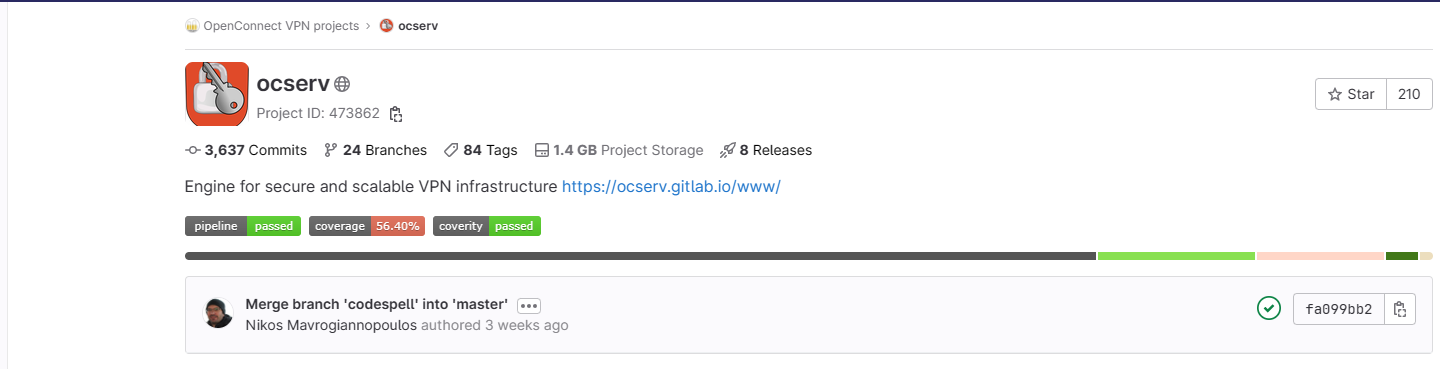 OpenConnect VPN projects › ocserv
ocserv
Project ID: 473862
Star 210
3,637 Commits 24 Branches 84 Tags 1.4 GB Project Storage 8 Releases
Engine for secure and scalable VPN infrastructure https://ocserv.gitlab.io/www/
pipeline passed coverage 56.40% coverity passed
Merge branch 'codespell' into 'master'
Nikos Mavrogiannopoulos authored 3 weeks ago
fa099bb2